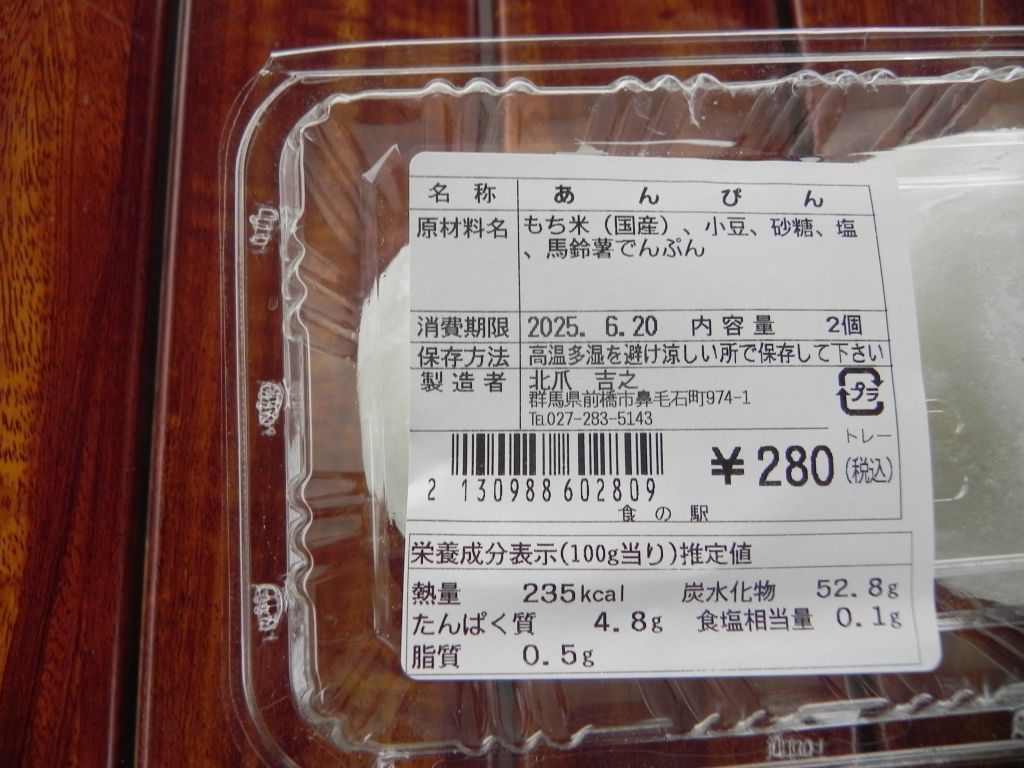 名称 あんぴん
原材料名 もち米（国産）、小豆、砂糖、塩
、馬鈴薯でんぷん
消費期限 2025. 6.20 内容量 2個
保存方法 高温多湿を避け涼しい所で保存して下さい
製造者 北爪 吉之
群馬県前橋市鼻毛石町974-1
TEL027-283-5143
プラ
トレー
¥280 (税込)
2 130988 602809
食の駅
栄養成分表示(100g当り)推定値
熱量 235kcal 炭水化物 52.8g
たんぱく質 4.8g 食塩相当量 0.1g
脂質 0.5g